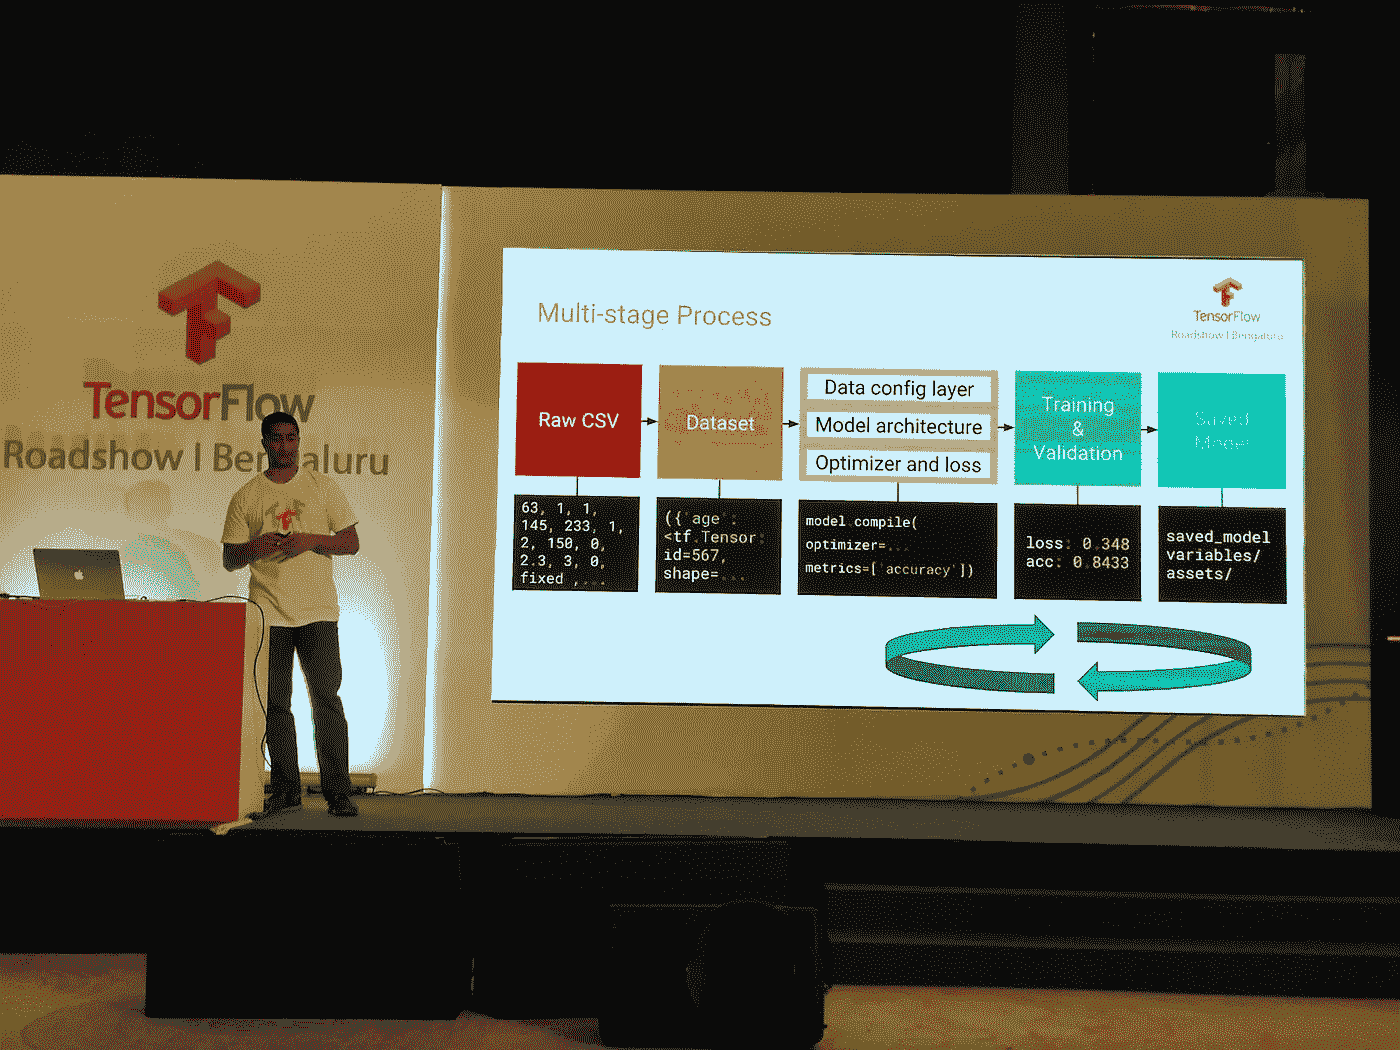 TensorFlow
Roadshow | Bengaluru
Multi-stage Process
TensorFlow
Roadshow | Bengaluru
Raw CSV
Dataset
Data config layer
Model architecture
Optimizer and loss
Training
&
Validation
Saved
Model
63, 1, 1,
145, 233, 1,
2, 150, 0,
2.3, 3, 0,
fixed ,...
({'age':
<tf.Tensor:
id=567,
shape=...
model.compile(
optimizer=...
metrics=['accuracy'])
loss: 0.348
acc: 0.8433
saved_model
variables/
assets/